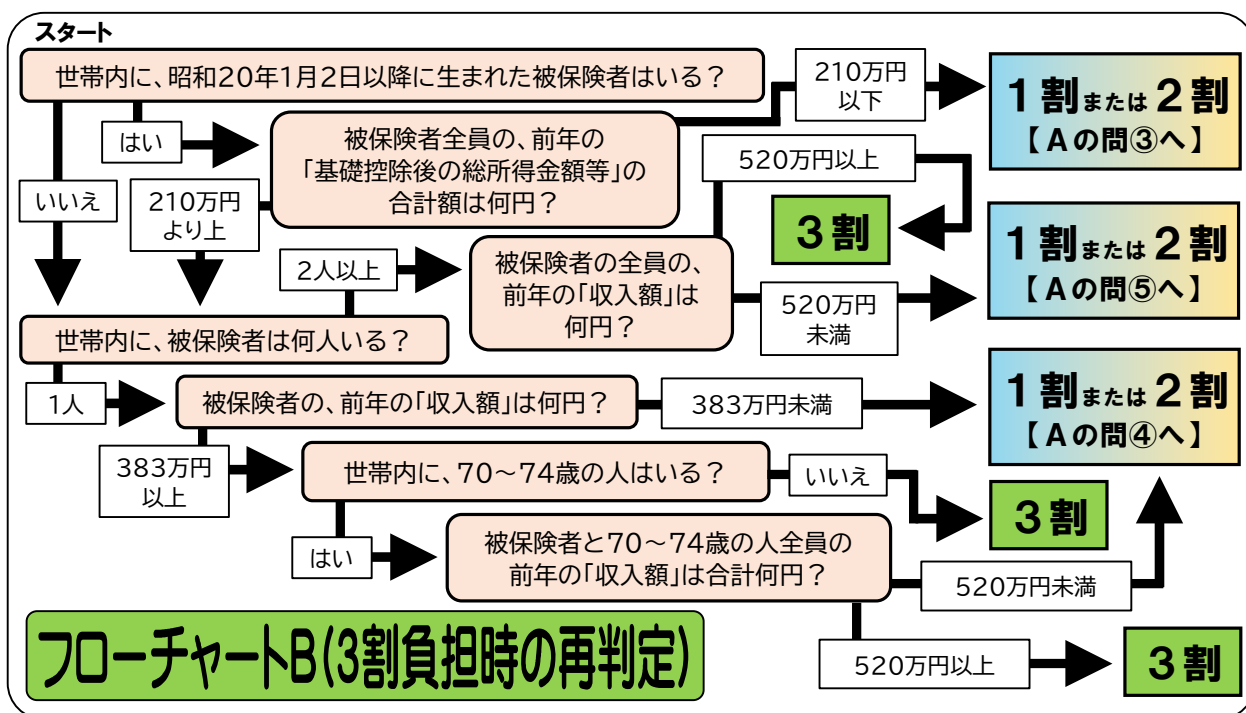 スタート
世帯内に、昭和20年1月2日以降に生まれた被保険者はいる？
はい
いいえ
被保険者全員の、前年の
「基礎控除後の総所得金額等」の
合計額は何円？
210万円
以下
1割または2割
【Aの問③へ】
210万円
より上
世帯内に、被保険者は何人いる？
2人以上
被保険者の全員の、
前年の「収入額」は
何円？
520万円以上
3割
520万円
未満
1割または2割
【Aの問⑤へ】
1人
被保険者の、前年の「収入額」は何円？
383万円未満
1割または2割
【Aの問④へ】
383万円
以上
世帯内に、70～74歳の人はいる？
いいえ
3割
はい
被保険者と70～74歳の人全員の
前年の「収入額」は合計何円？
520万円未満
520万円以上
3割
フローチャートB(3割負担時の再判定)